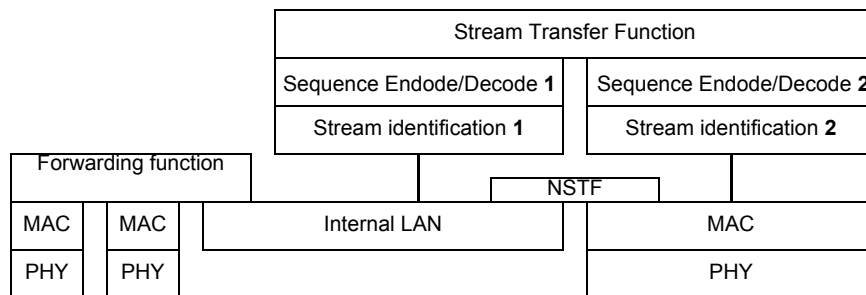 Stream Transfer Function
Sequence Endode/Decode 1
Sequence Endode/Decode 2
Stream identification 1
Stream identification 2
Forwarding function
NSTF
MAC
MAC
Internal LAN
MAC
PHY
PHY
PHY